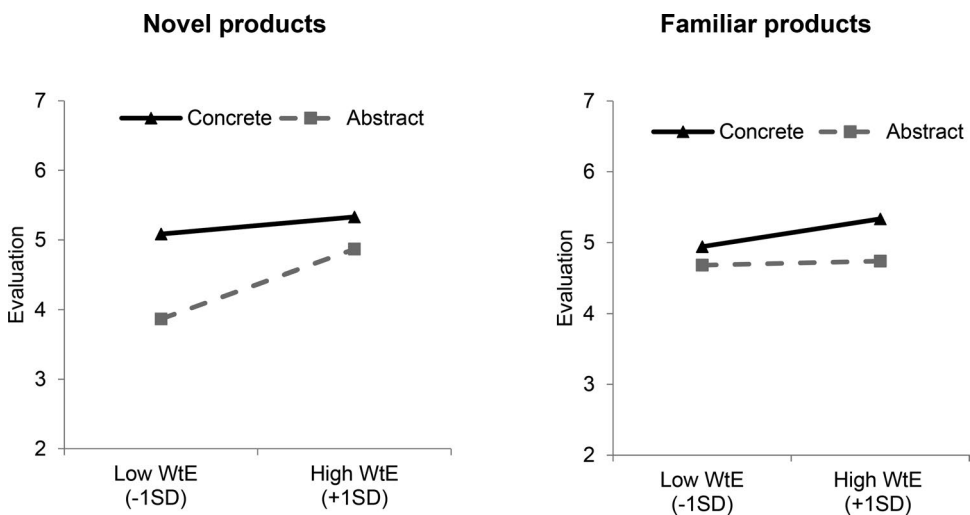 Novel products
7
6
5
4
3
2
Evaluation
Concrete
Abstract
Low WtE
(-1SD)
High WtE
(+1SD)
Familiar products
7
6
5
4
3
2
Evaluation
Concrete
Abstract
Low WtE
(-1SD)
High WtE
(+1SD)